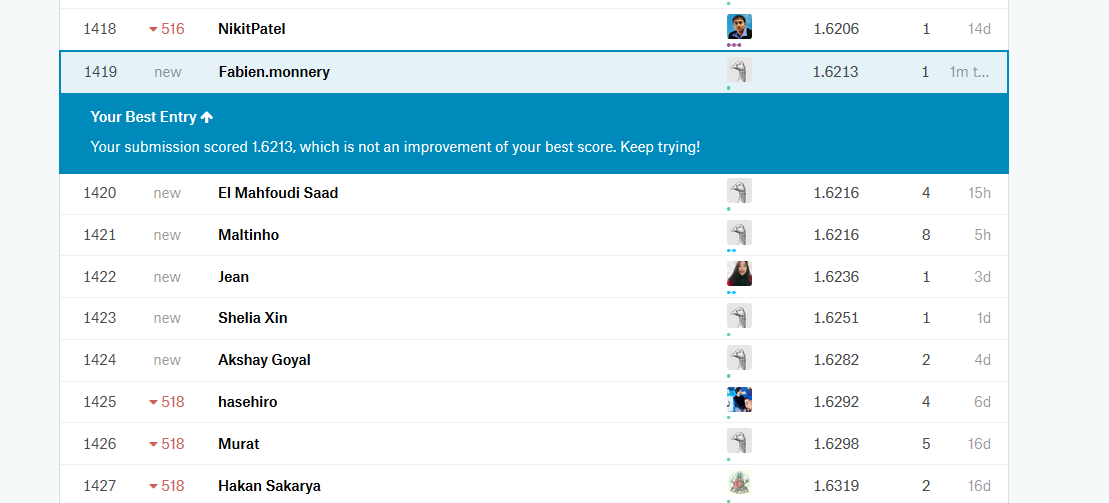 1418 516 NikitPatel 1.6206 1 14d
1419 new Fabien.monnery 1.6213 1 1m t...
Your Best Entry
Your submission scored 1.6213, which is not an improvement of your best score. Keep trying!
1420 new El Mahfoudi Saad 1.6216 4 15h
1421 new Maltinho 1.6216 8 5h
1422 new Jean 1.6236 1 3d
1423 new Shelia Xin 1.6251 1 1d
1424 new Akshay Goyal 1.6282 2 4d
1425 518 hasehiro 1.6292 4 6d
1426 518 Murat 1.6298 5 16d
1427 518 Hakan Sakarya 1.6319 2 16d